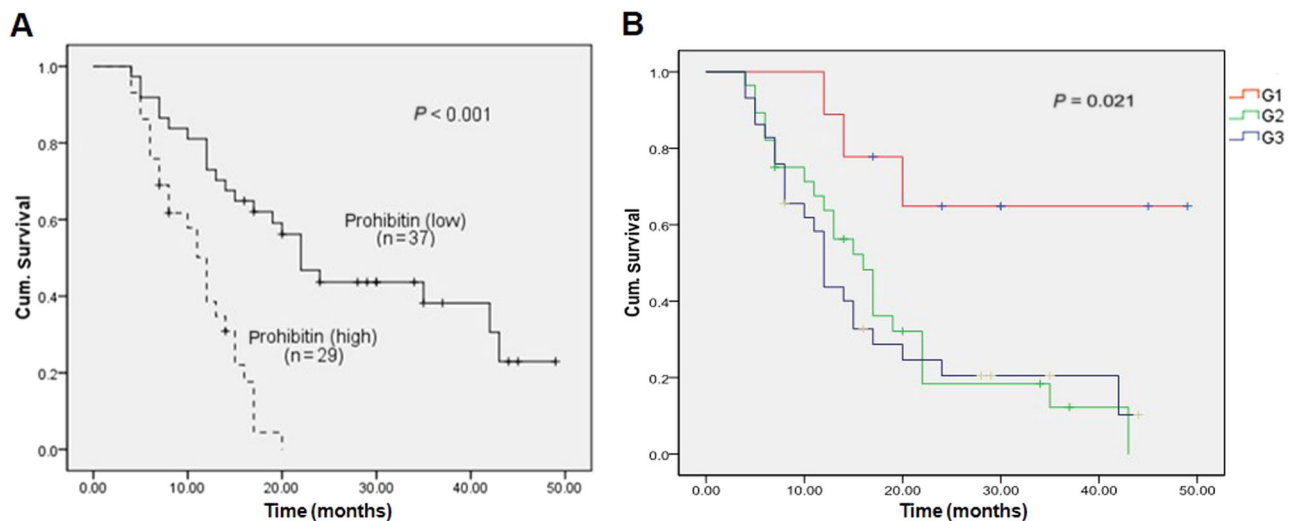 A
1.0
0.8
0.6
0.4
0.2
0.0
Cum. Survival
P < 0.001
Prohibitin (low)
(n = 37)
Prohibitin (high)
(n = 29)
0.00 10.00 20.00 30.00 40.00 50.00
Time (months)
B
1.0
0.8
0.6
0.4
0.2
0.0
Cum. survival
P = 0.021
G1
G2
G3
0.00 10.00 20.00 30.00 40.00 50.00
Time (months)